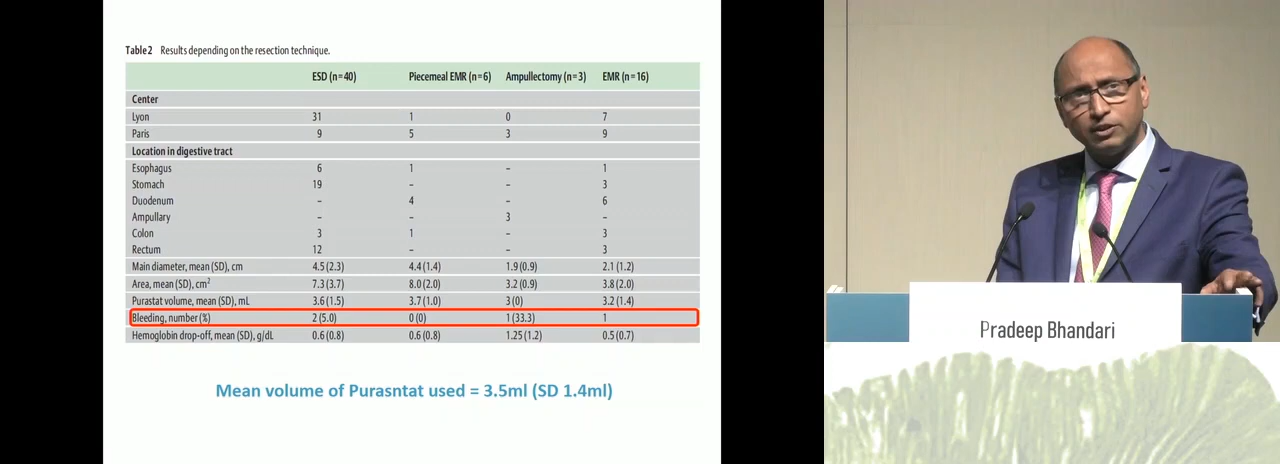 Table 2 Results depending on the resection technique.
ESD (n=40) Piecemeal EMR (n=6) Ampullectomy (n=3) EMR (n=16)
Center
Lyon 31 1 0 7
Paris 9 5 3 9
Location in digestive tract
Esophagus 6 1 – 1
Stomach 19 – – 3
Duodenum – 4 – 6
Ampullary – – 3 –
Colon 3 1 – 3
Rectum 12 – – 3
Main diameter, mean (SD), cm 4.5 (2.3) 4.4 (1.4) 1.9 (0.9) 2.1 (1.2)
Area, mean (SD), cm² 7.3 (3.7) 8.0 (2.0) 3.2 (0.9) 3.8 (2.0)
Purastat volume, mean (SD), mL 3.6 (1.5) 3.7 (1.0) 3 (0) 3.2 (1.4)
Bleeding, number (%) 2 (5.0) 0 (0) 1 (33.3) 1
Hemoglobin drop-off, mean (SD), g/dL 0.6 (0.8) 0.6 (0.8) 1.25 (1.2) 0.5 (0.7)
Mean volume of Purasntat used = 3.5ml (SD 1.4ml)
Pradeep Bhandari